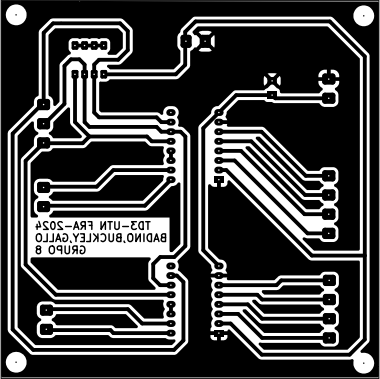 TD3-UTN FRA-2024
BADINO,BUCKLEY,GALLO
GRUPO 8